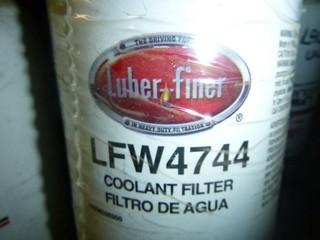 THE DRIVING FORCE
Luber-finer
IN HEAVY DUTY FILTRATION
®
LFW4744
COOLANT FILTER
FILTRO DE AGUA